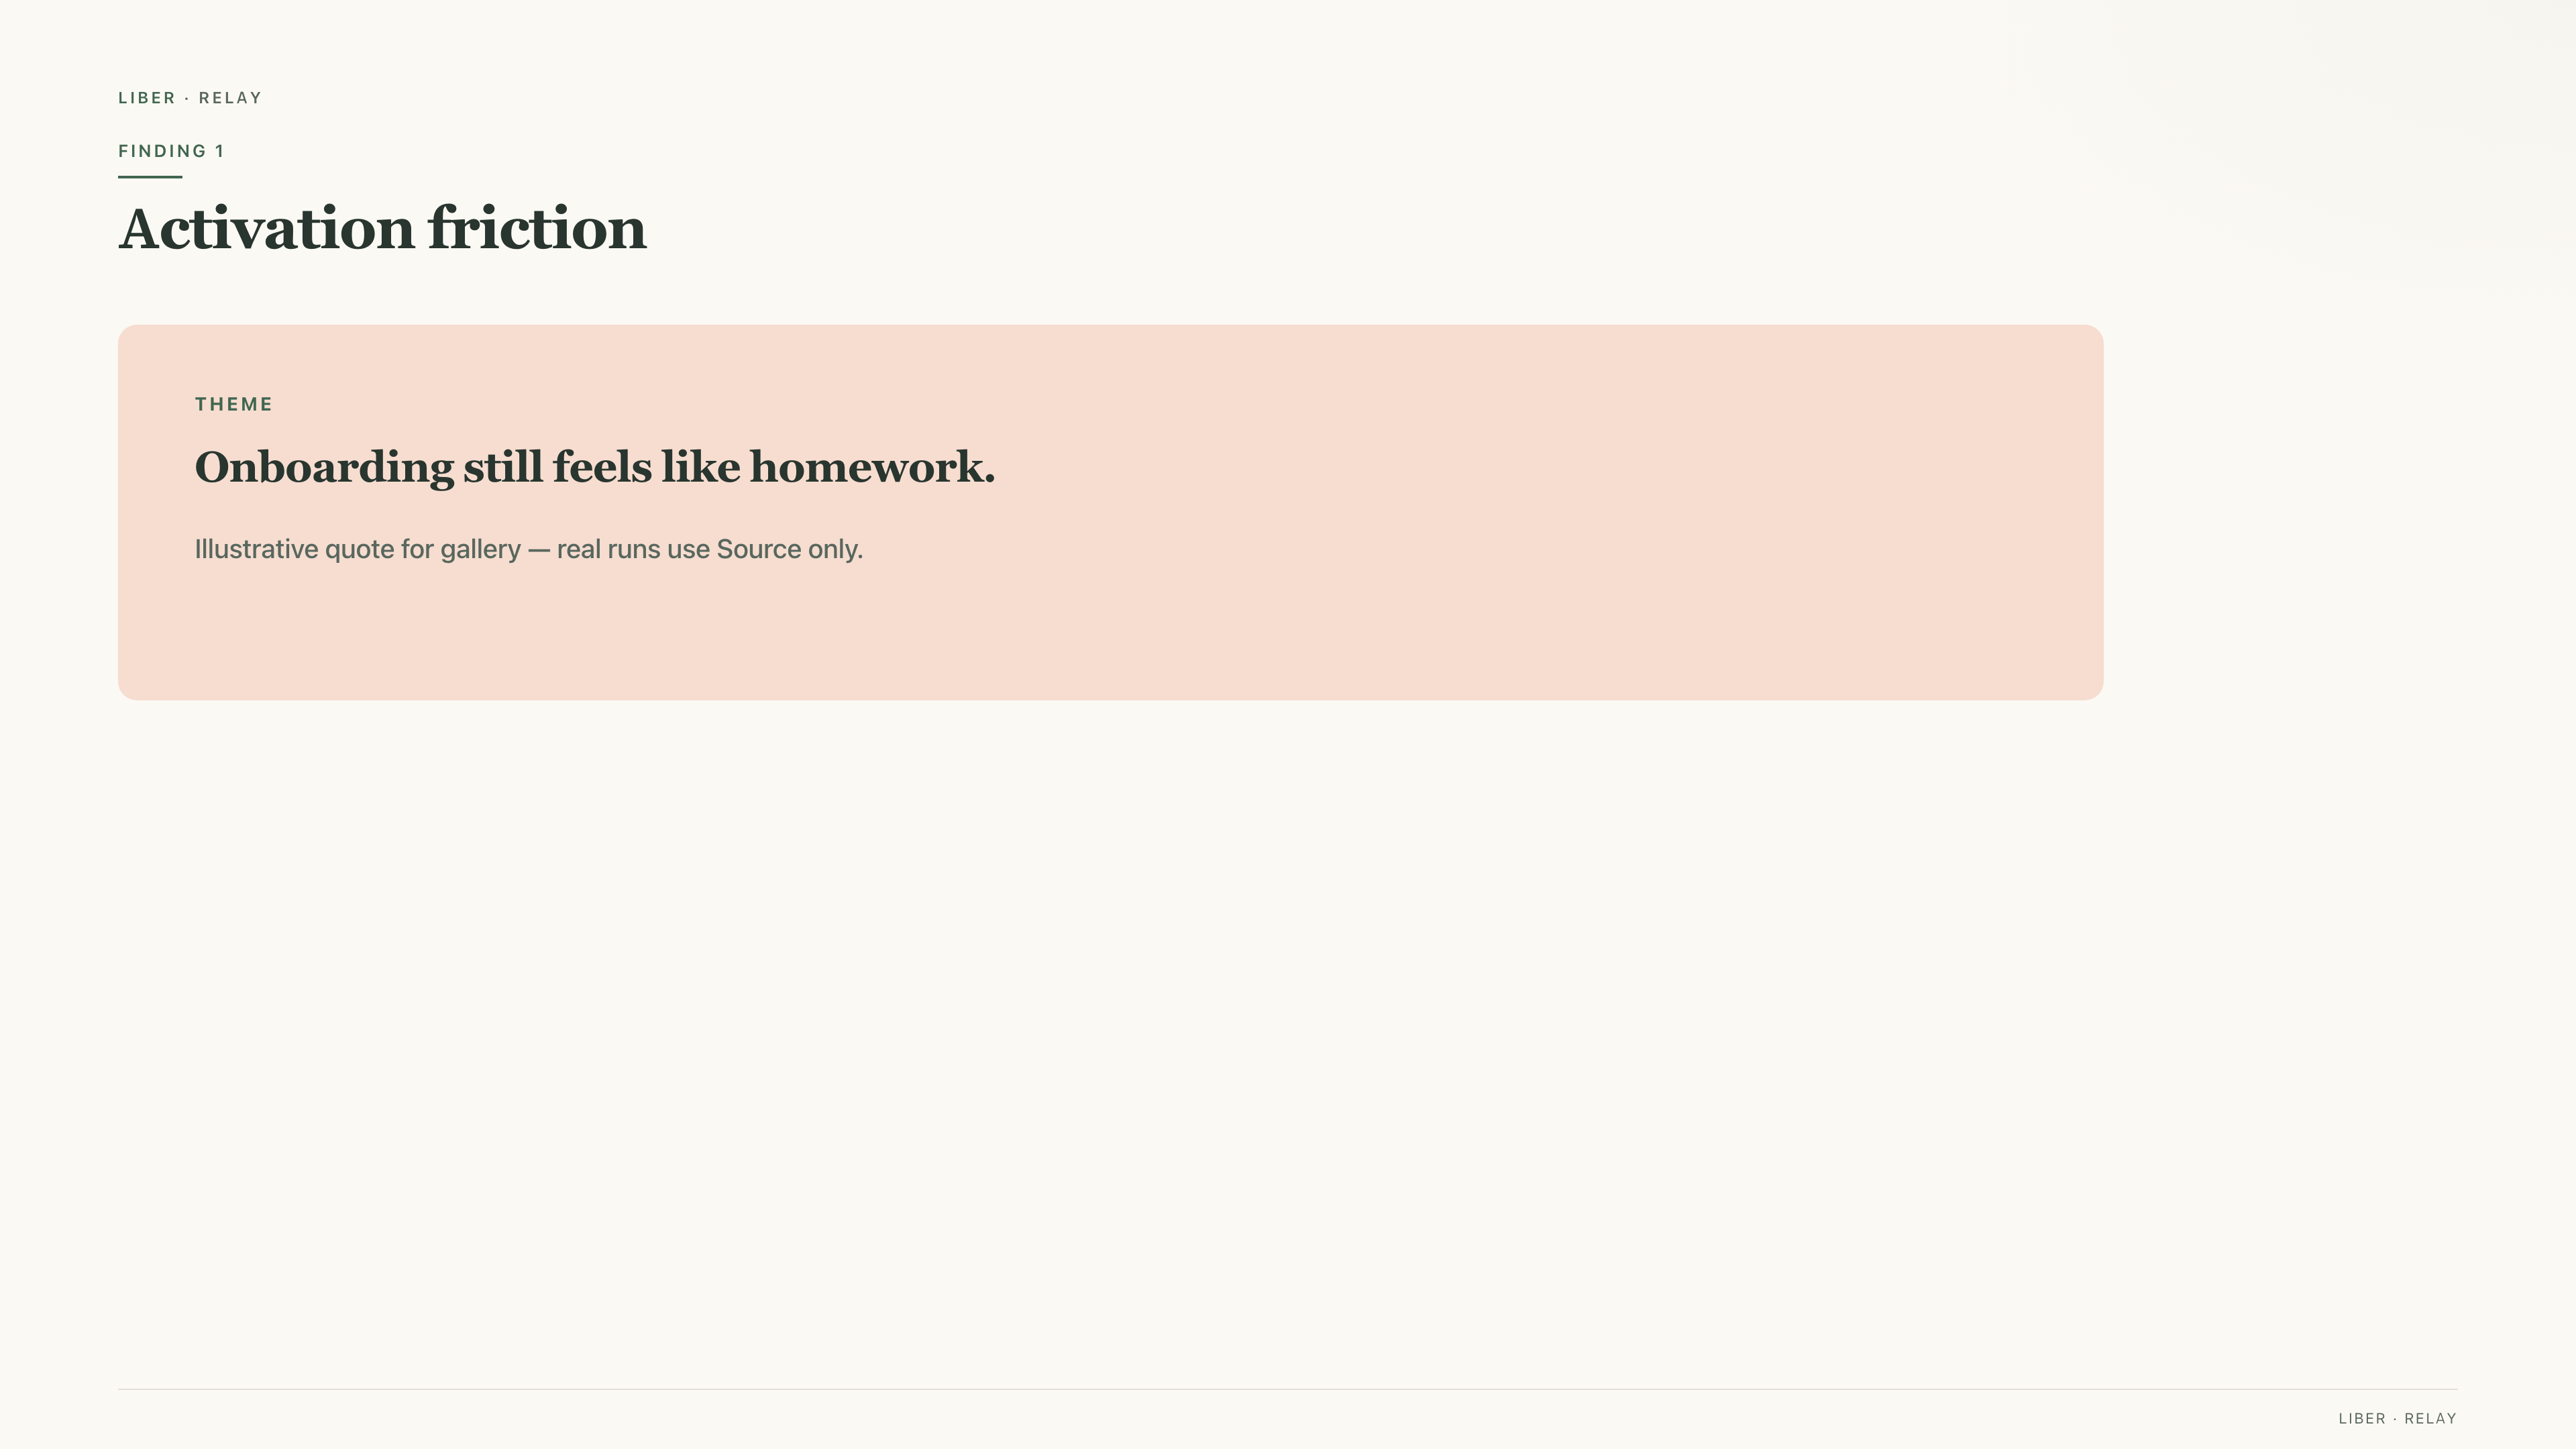 LIBER · RELAY
FINDING 1
Activation friction
THEME
Onboarding still feels like homework.
Illustrative quote for gallery — real runs use Source only.
LIBER · RELAY